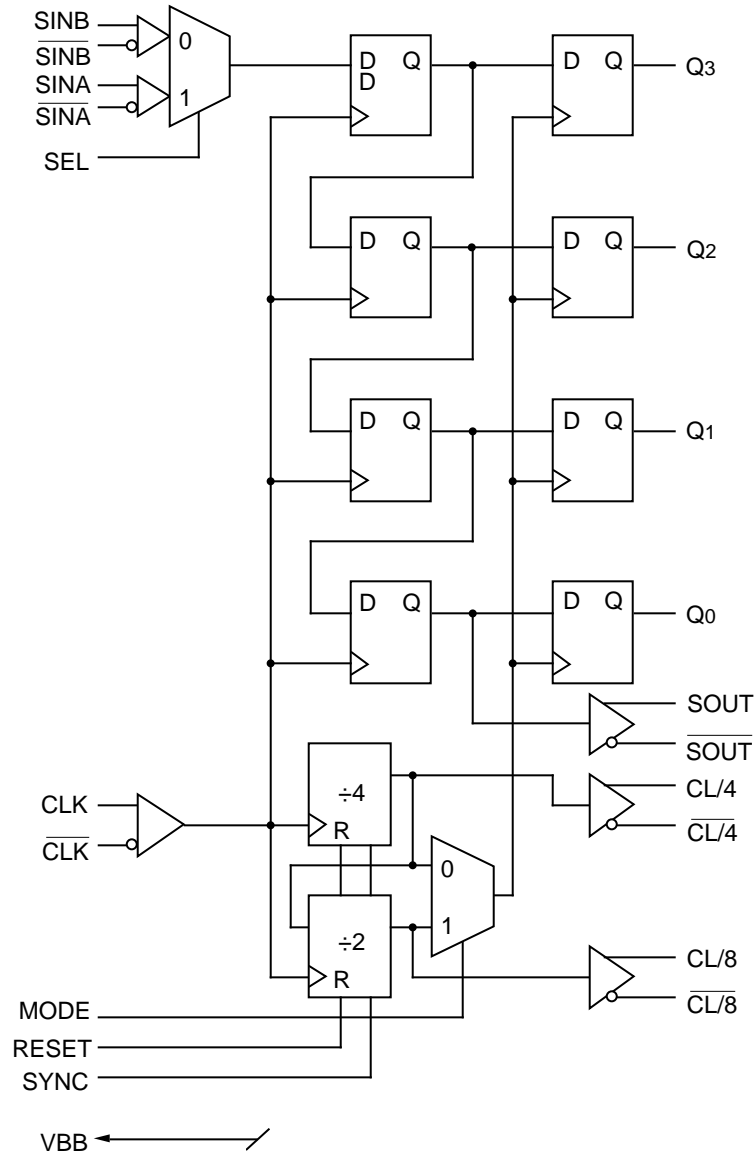 SINB
SINB
SINA
SINA
SEL
0
1
D Q
D
D Q
Q3
D Q
D Q
Q2
D Q
D Q
Q1
D Q
D Q
Q0
SOUT
SOUT
CLK
CLK
÷4
R
CL/4
CL/4
0
1
÷2
R
CL/8
CL/8
MODE
RESET
SYNC
VBB